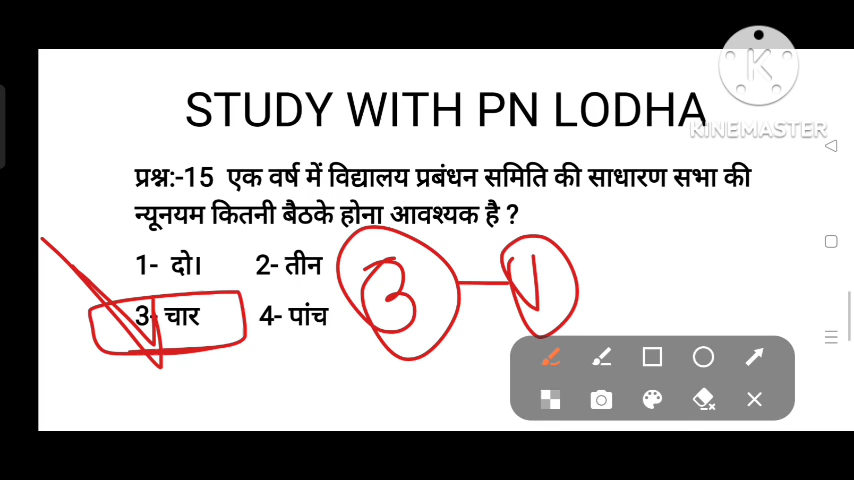 STUDY WITH PN LODHA
K
KINEMASTER
प्रश्न:-15 एक वर्ष में विद्यालय प्रबंधन समिति की साधारण सभा की
न्यूनयम कितनी बैठके होना आवश्यक है ?
1- दो। 2- तीन
3- चार 4- पांच
3